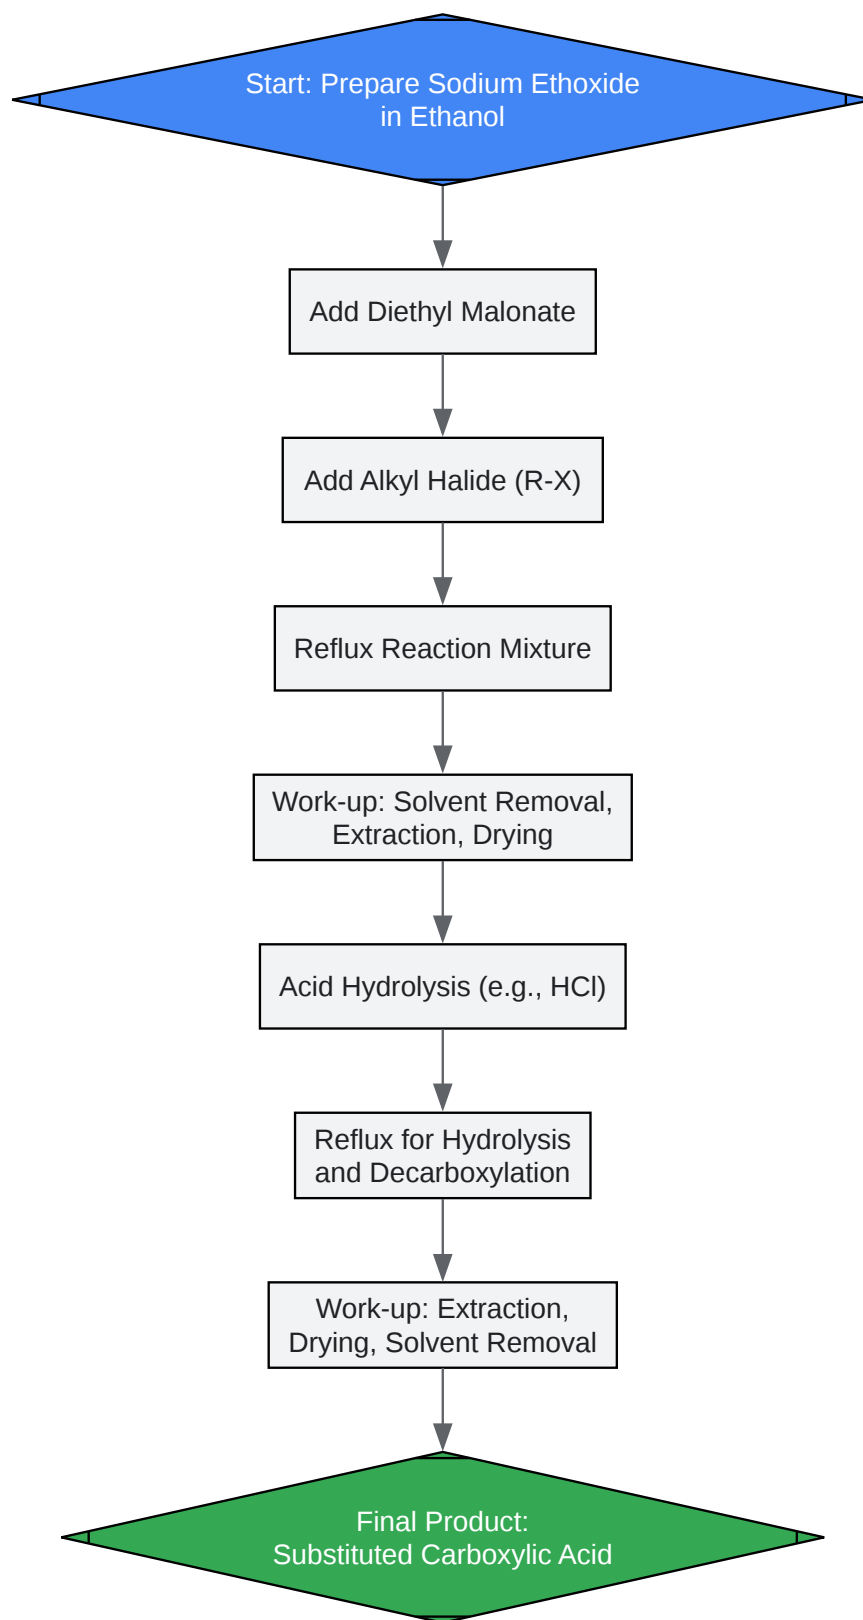 Start: Prepare Sodium Ethoxide
in Ethanol
Add Diethyl Malonate
Add Alkyl Halide (R-X)
Reflux Reaction Mixture
Work-up: Solvent Removal,
Extraction, Drying
Acid Hydrolysis (e.g., HCl)
Reflux for Hydrolysis
and Decarboxylation
Work-up: Extraction,
Drying, Solvent Removal
Final Product:
Substituted Carboxylic Acid